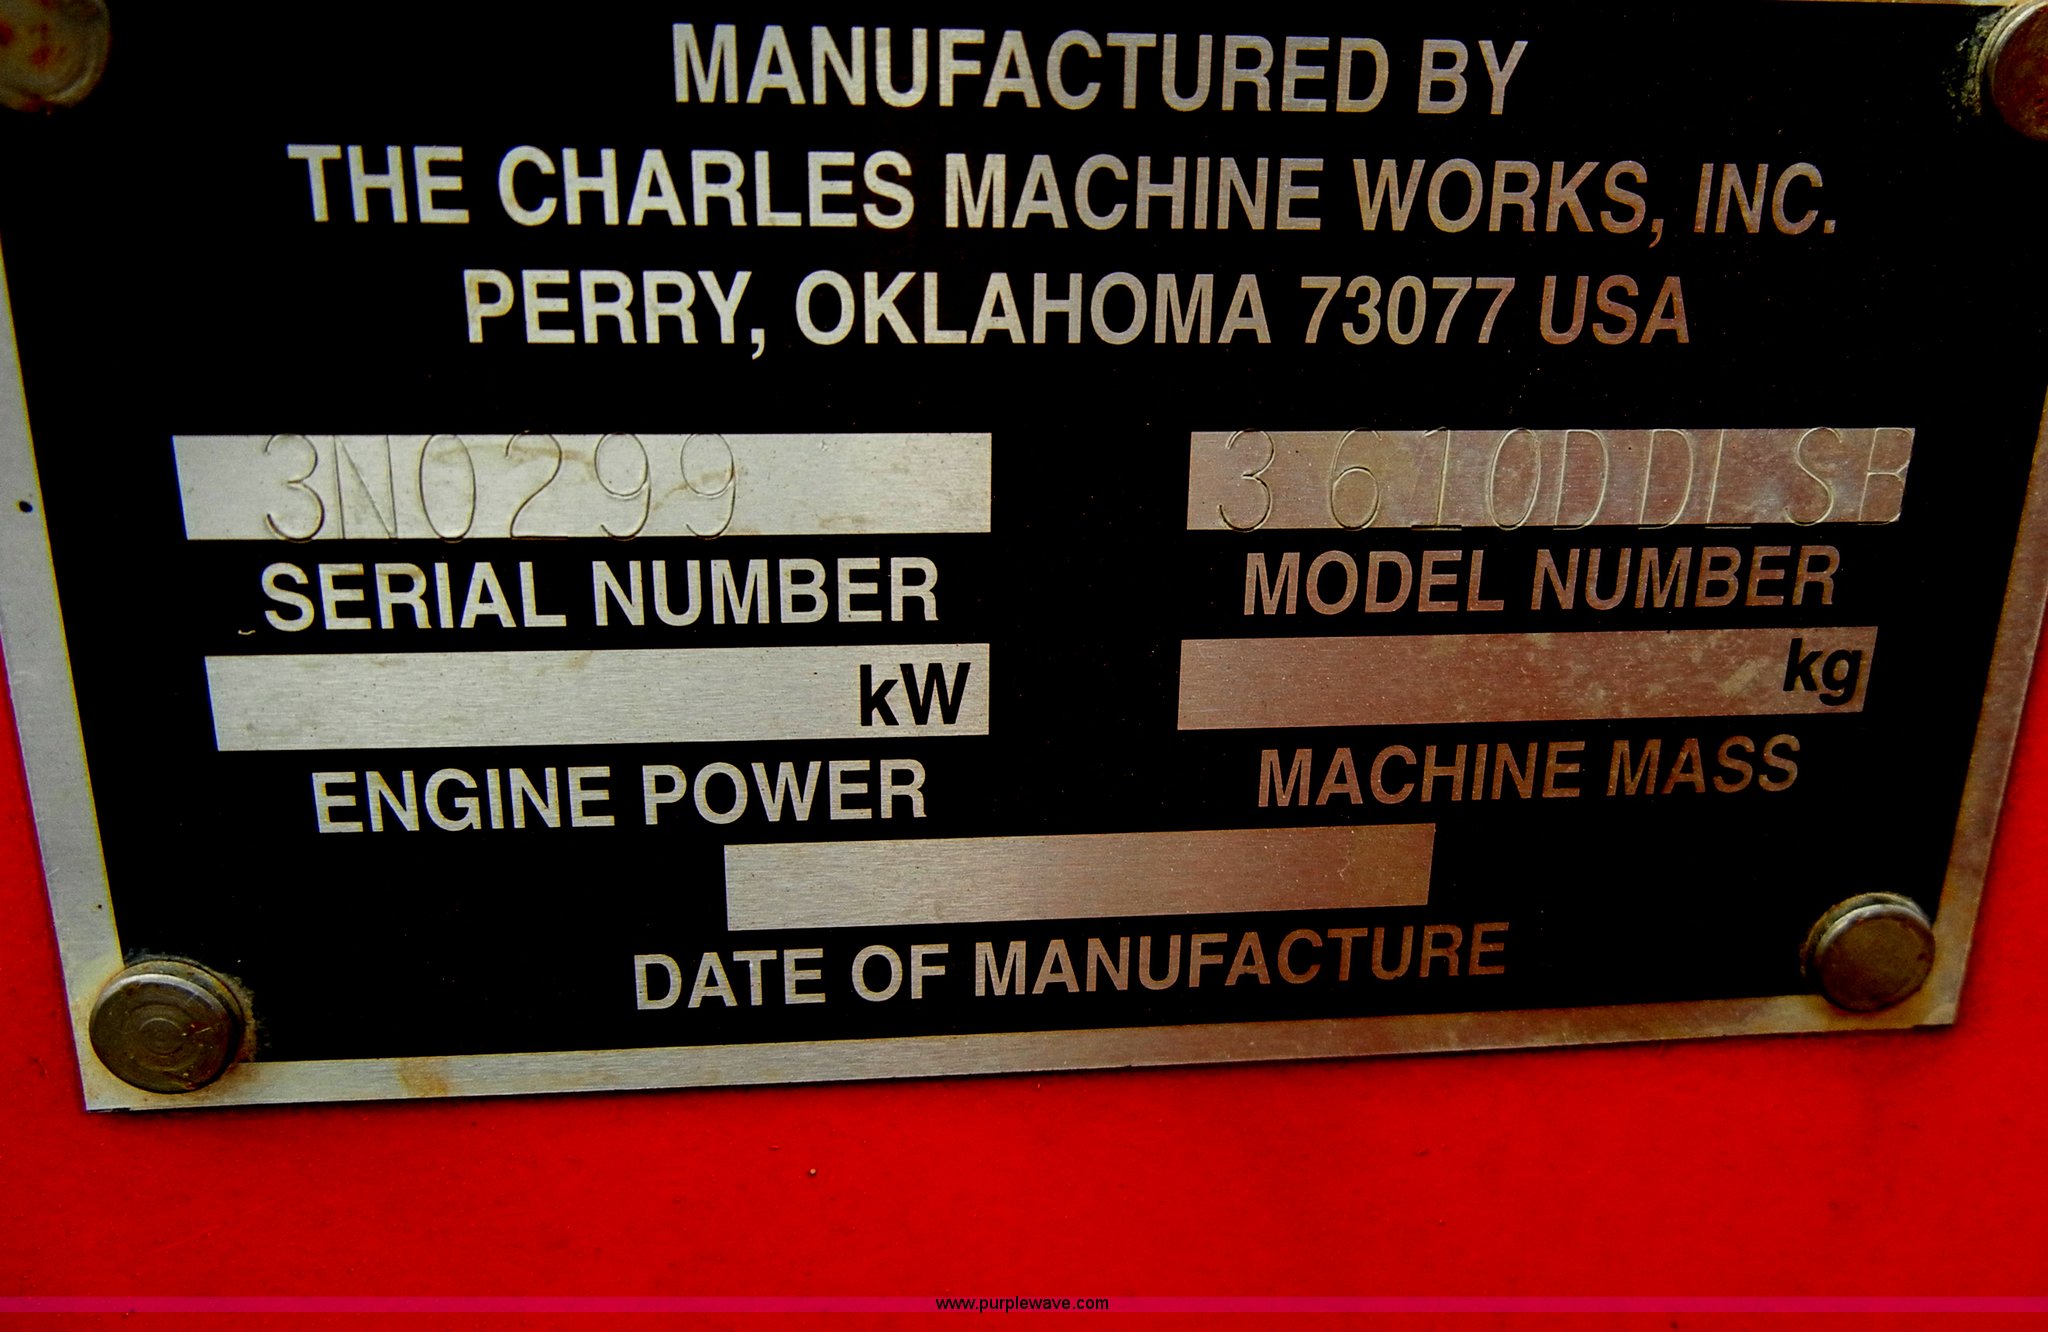 MANUFACTURED BY
THE CHARLES MACHINE WORKS, INC.
PERRY, OKLAHOMA 73077 USA
3N0299 3610DDLSB
SERIAL NUMBER MODEL NUMBER
kW kg
ENGINE POWER MACHINE MASS
DATE OF MANUFACTURE
www.purplewave.com